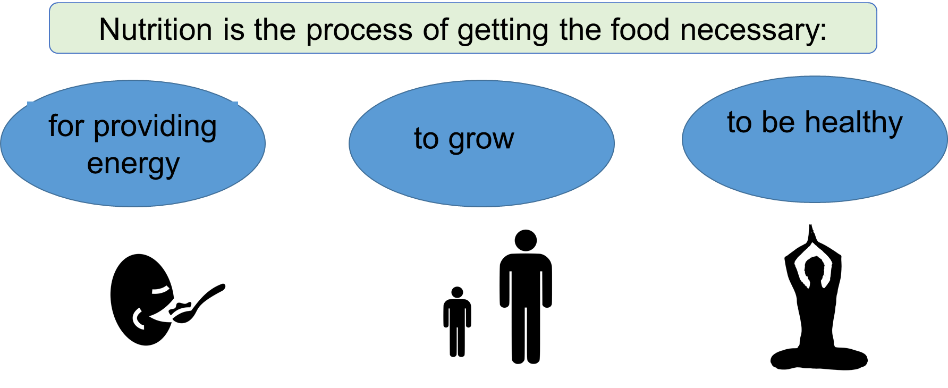 Nutrition is the process of getting the food necessary:
for providing
energy
to grow
to be healthy